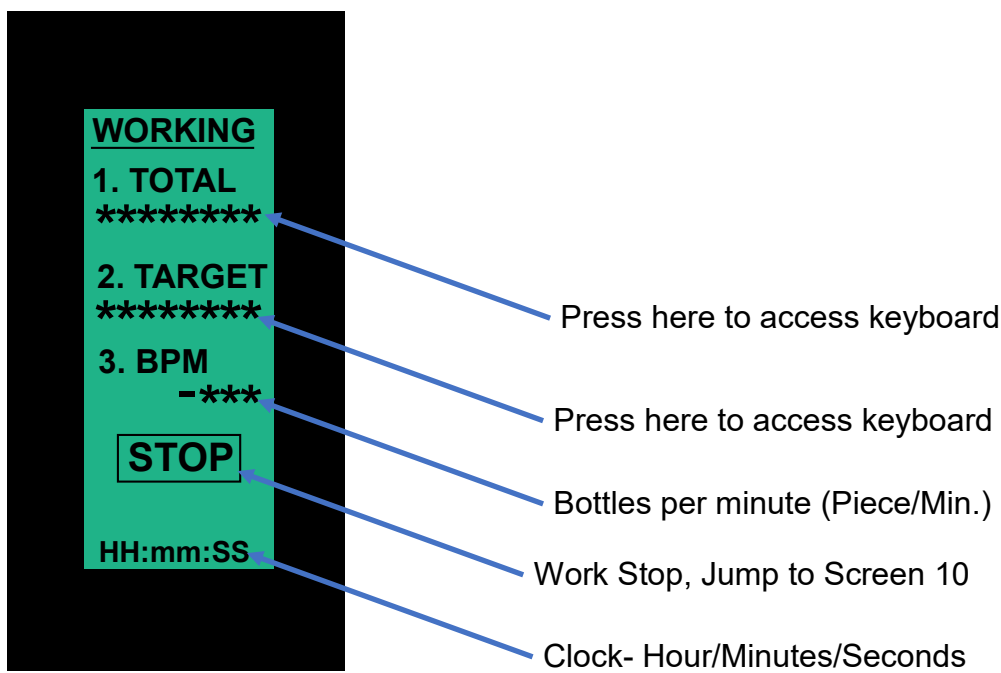 WORKING
1. TOTAL
********
2. TARGET
********
3. BPM
-***
STOP
HH:mm:SS
Press here to access keyboard
Press here to access keyboard
Bottles per minute (Piece/Min.)
Work Stop, Jump to Screen 10
Clock- Hour/Minutes/Seconds